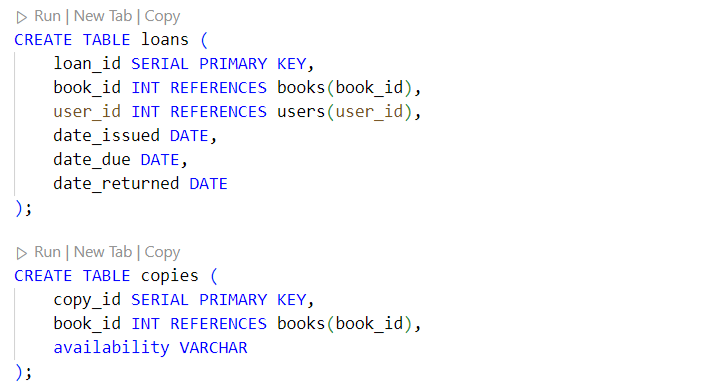 Run | New Tab | Copy
CREATE TABLE loans (
loan_id SERIAL PRIMARY KEY,
book_id INT REFERENCES books(book_id),
user_id INT REFERENCES users(user_id),
date_issued DATE,
date_due DATE,
date_returned DATE
);
Run | New Tab | Copy
CREATE TABLE copies (
copy_id SERIAL PRIMARY KEY,
book_id INT REFERENCES books(book_id),
availability VARCHAR
);